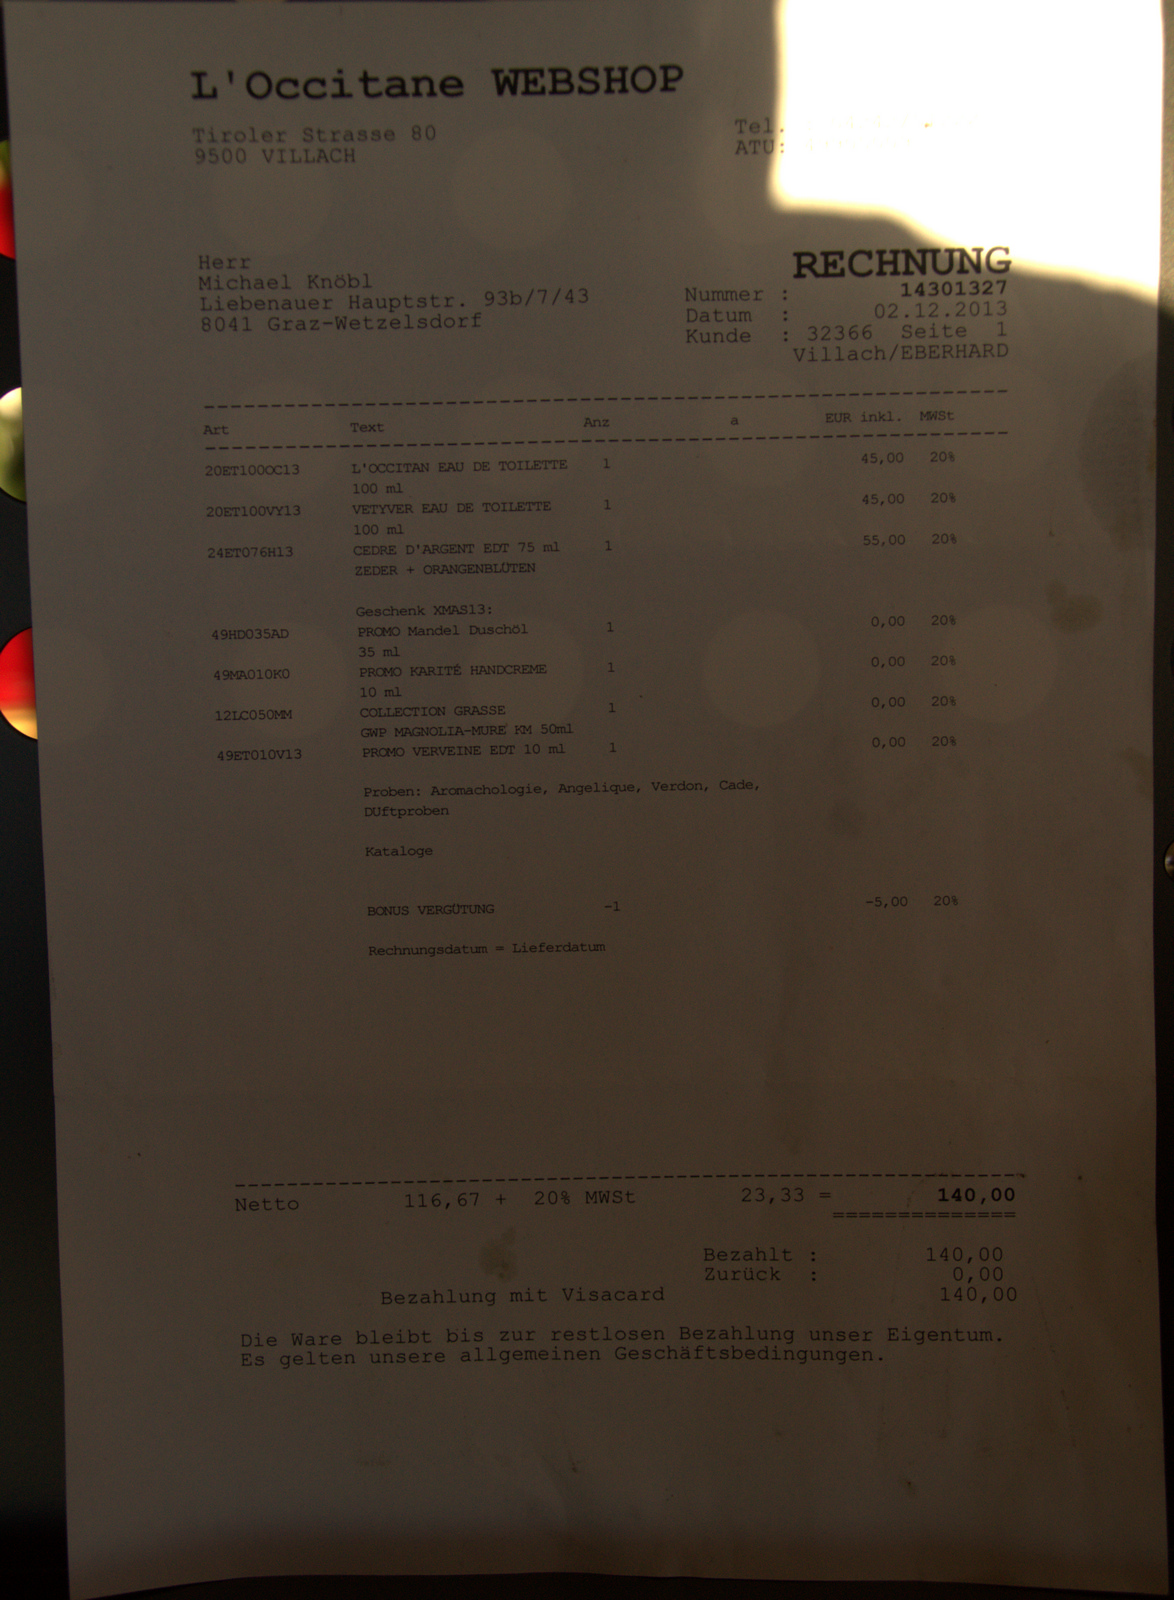 L'Occitane WEBSHOP
Tiroler Strasse 80
9500 VILLACH
Tel.
ATU:
Herr
Michael Knöbl
Liebenauer Hauptstr. 93b/7/43
8041 Graz-Wetzelsdorf
RECHNUNG
Nummer : 14301327
Datum : 02.12.2013
Kunde : 32366 Seite 1
Villach/EBERHARD
Art Text Anz a EUR inkl. MWSt
20ET100OC13 L'OCCITAN EAU DE TOILETTE 1 45,00 20%
100 ml
20ET100VY13 VETYVER EAU DE TOILETTE 1 45,00 20%
100 ml
24ET076H13 CEDRE D'ARGENT EDT 75 ml 1 55,00 20%
ZEDER + ORANGENBLÜTEN
Geschenk XMAS13:
49HD035AD PROMO Mandel Duschöl 1 0,00 20%
35 ml
49MA010K0 PROMO KARITÉ HANDCREME 1 0,00 20%
10 ml
12LC050MM COLLECTION GRASSE 1 0,00 20%
GWP MAGNOLIA-MURE KM 50ml
49ET010V13 PROMO VERVEINE EDT 10 ml 1 0,00 20%
Proben: Aromachologie, Angelique, Verdon, Cade,
DUftproben
Kataloge
BONUS VERGÜTUNG -1 -5,00 20%
Rechnungsdatum = Lieferdatum
Netto 116,67 + 20% MWSt 23,33 = 140,00
==============
Bezahlt : 140,00
Zurück : 0,00
Bezahlung mit Visacard 140,00
Die Ware bleibt bis zur restlosen Bezahlung unser Eigentum.
Es gelten unsere allgemeinen Geschäftsbedingungen.